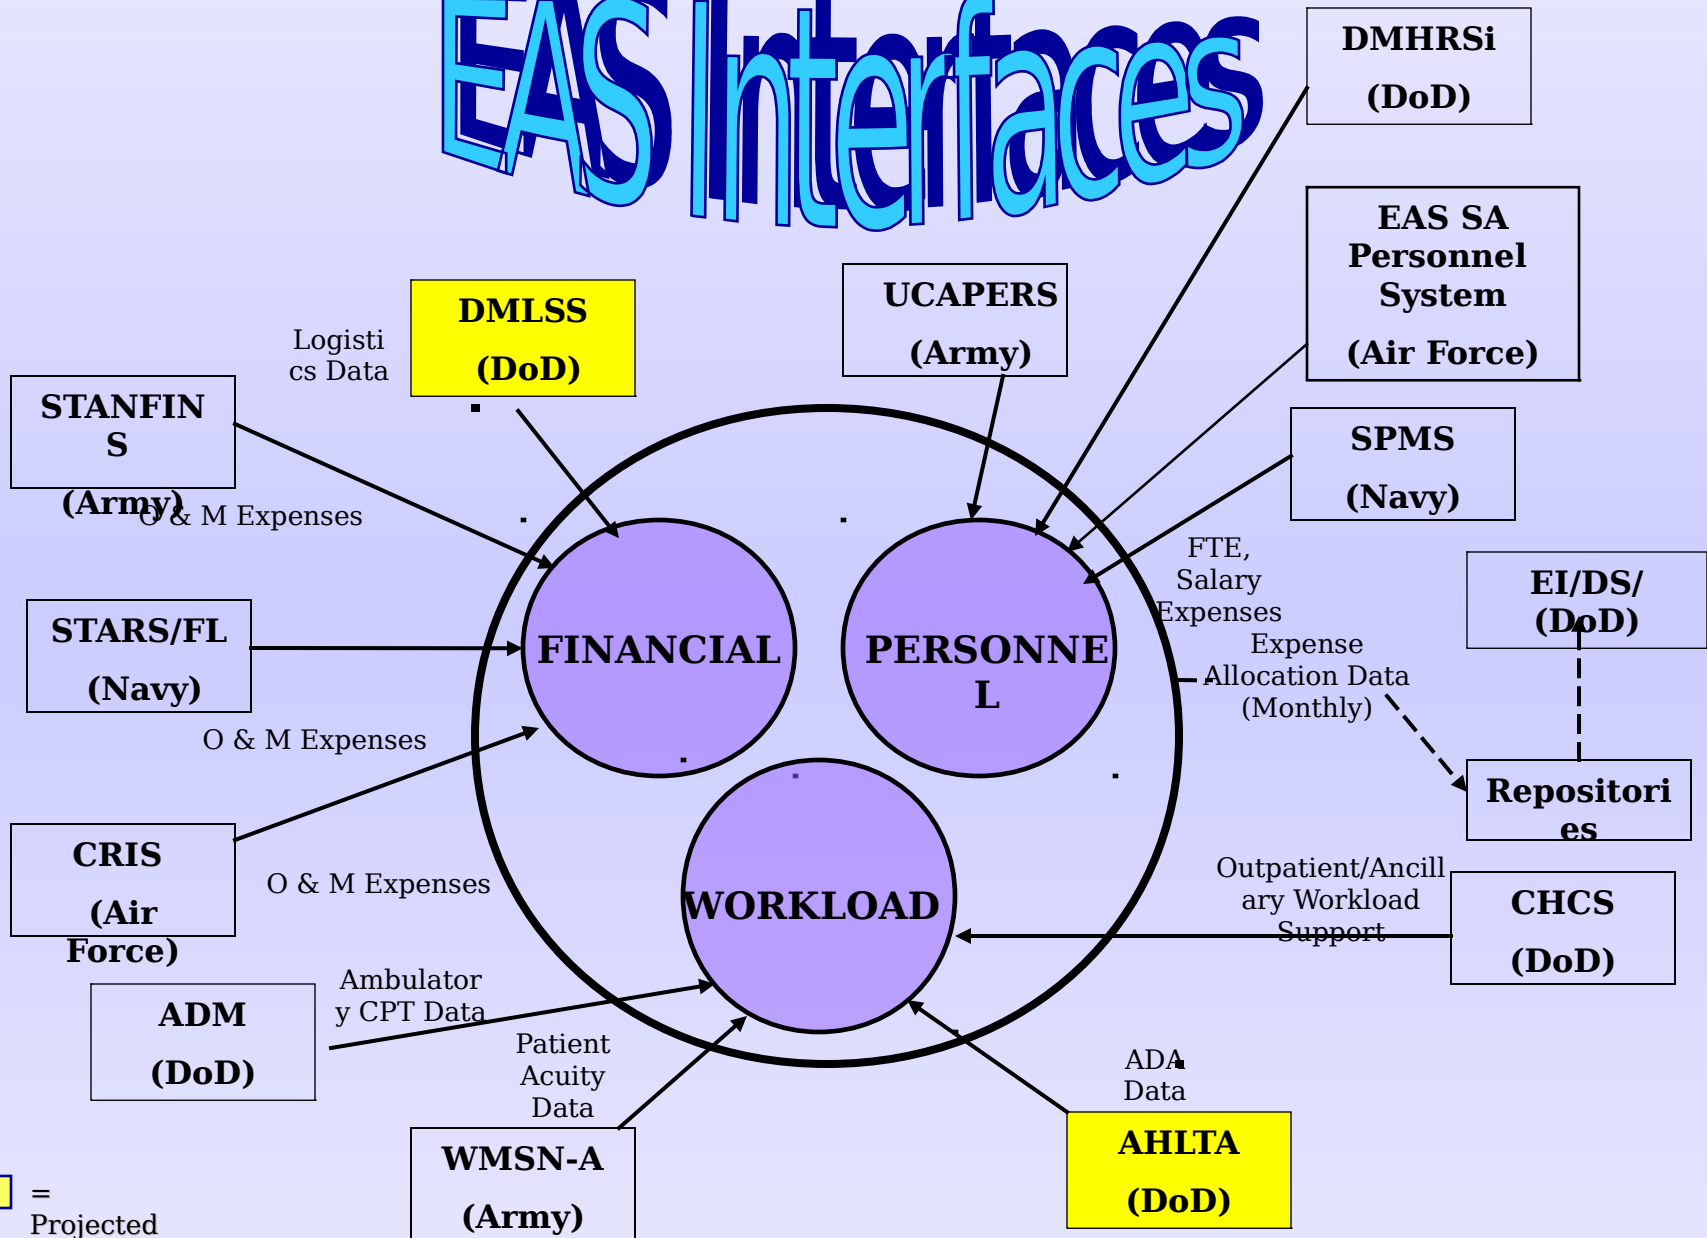 EAS Interfaces
DMHRSi
(DoD)
EAS SA
Personnel
System
(Air Force)
UCAPERS
(Army)
DMLSS
(DoD)
Logisti
cs Data
STANFIN
S
(Army)
O & M Expenses
SPMS
(Navy)
FTE,
Salary
Expenses
EI/DS/
(DoD)
STARS/FL
(Navy)
O & M Expenses
FINANCIAL
PERSONNE
L
Expense
Allocation Data
(Monthly)
Repositori
es
CRIS
(Air
Force)
O & M Expenses
WORKLOAD
Outpatient/Ancill
ary Workload
Support
CHCS
(DoD)
ADM
(DoD)
Ambulator
y CPT Data
Patient
Acuity
Data
WMSN-A
(Army)
ADA
Data
AHLTA
(DoD)
=
Projected